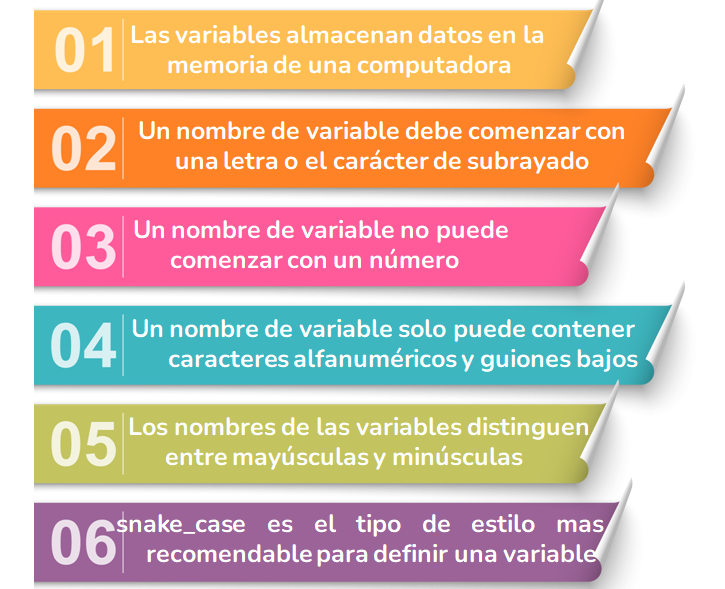 01 Las variables almacenan datos en la
memoria de una computadora
02 Un nombre de variable debe comenzar con
una letra o el carácter de subrayado
03 Un nombre de variable no puede
comenzar con un número
04 Un nombre de variable solo puede contener
caracteres alfanuméricos y guiones bajos
05 Los nombres de las variables distinguen
entre mayúsculas y minúsculas
06 snake_case es el tipo de estilo mas
recomendable para definir una variable